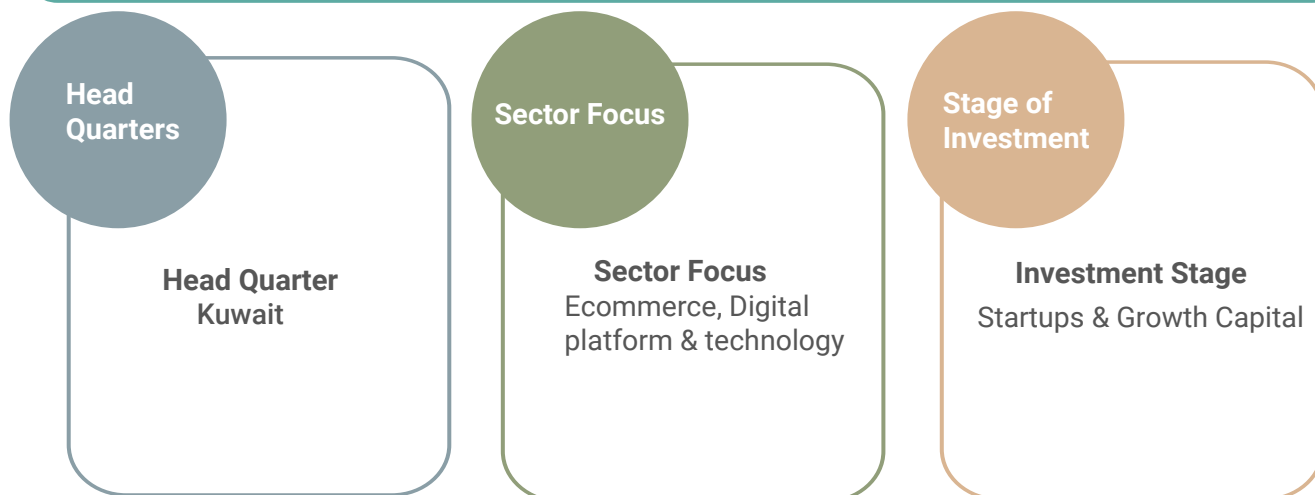 Head
Quarters
Head Quarter
Kuwait
Sector Focus
Sector Focus
Ecommerce, Digital
platform & technology
Stage of
Investment
Investment Stage
Startups & Growth Capital